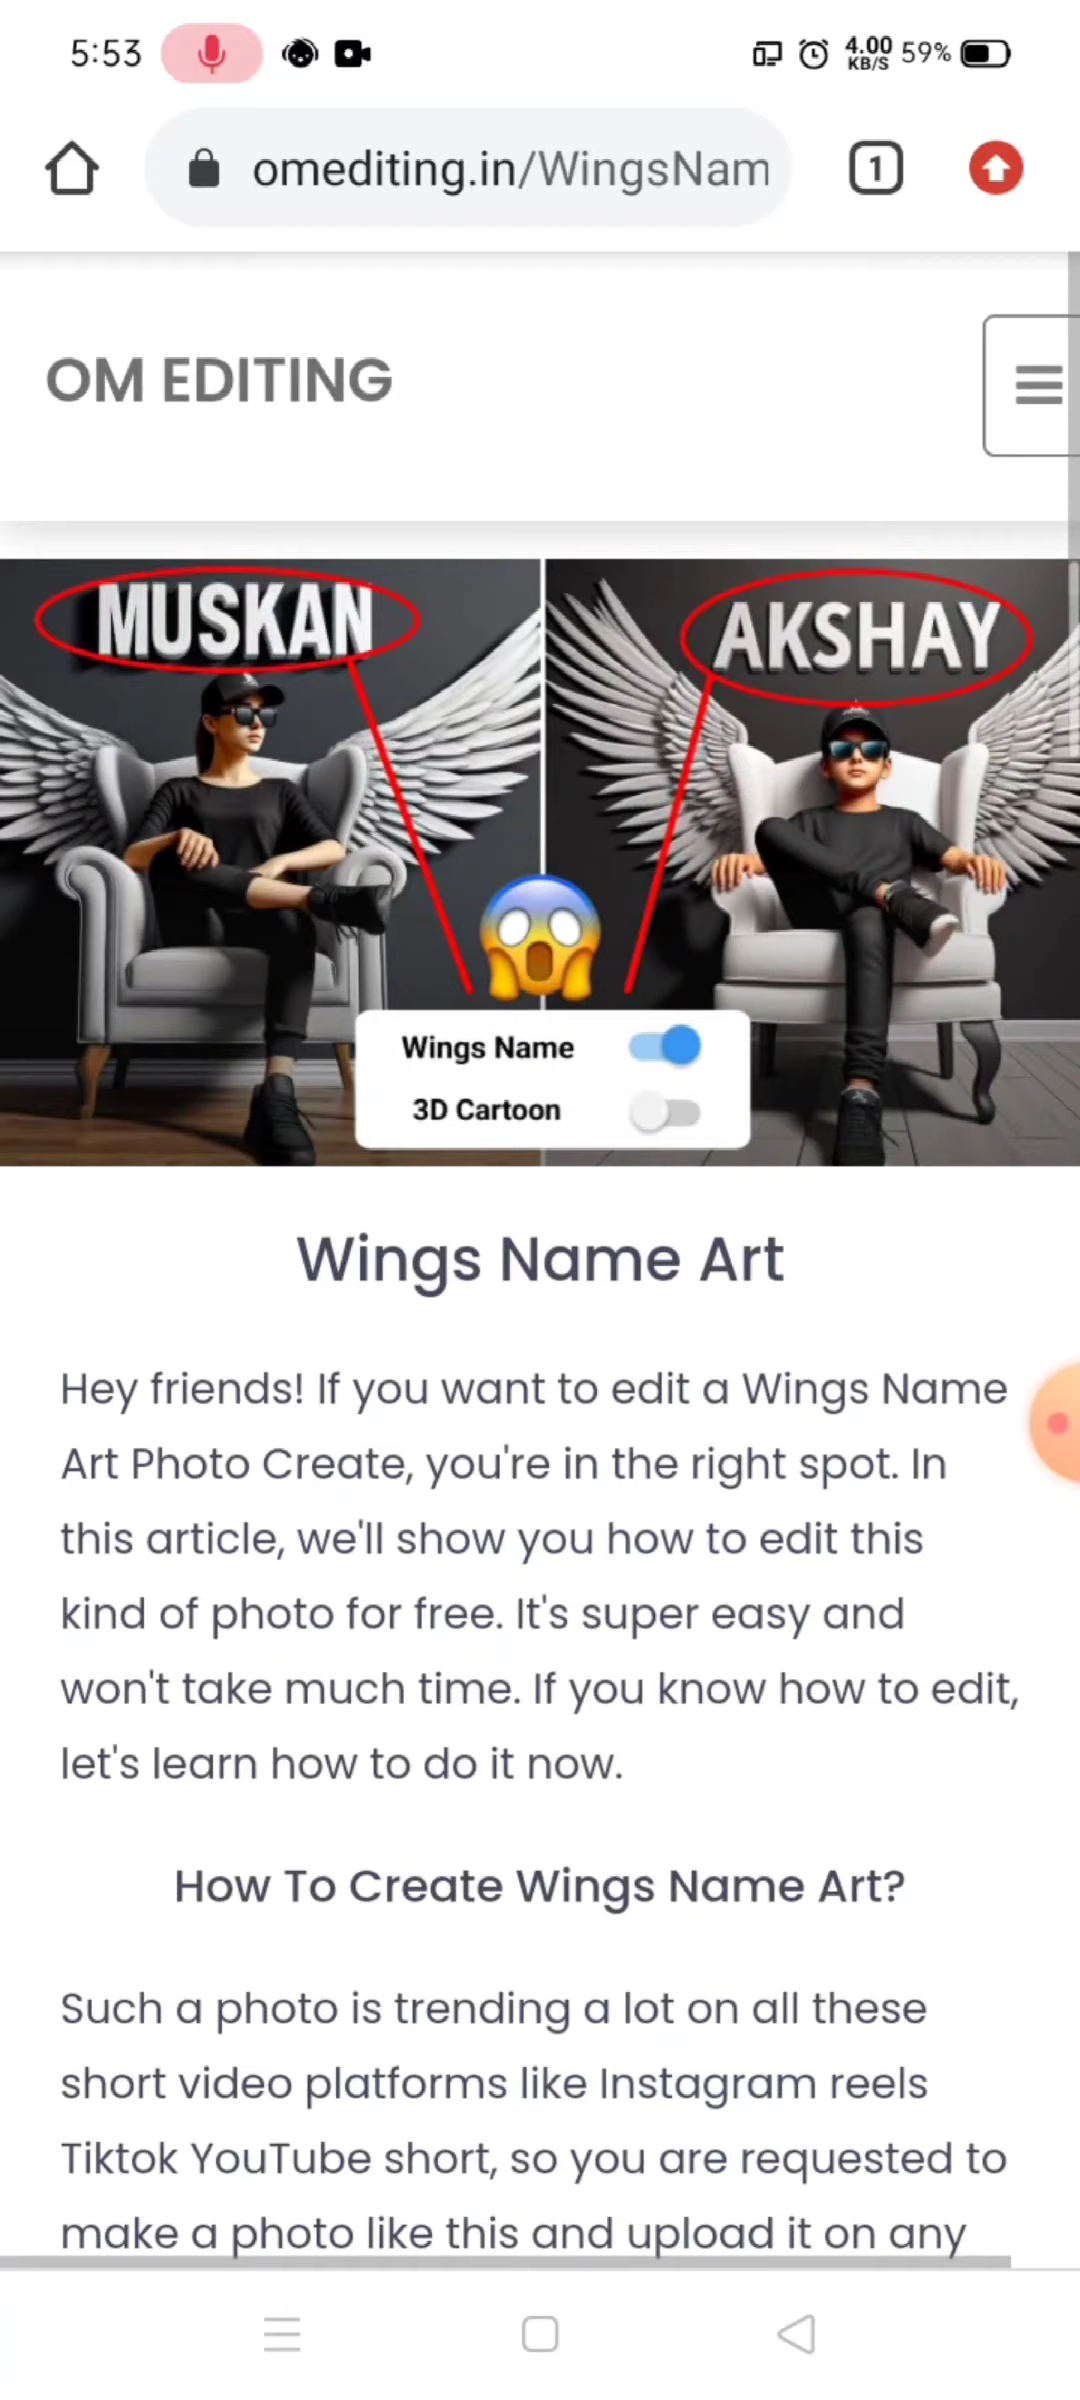 5:53
4.00
KB/S
59%
omediting.in/WingsNam
1
OM EDITING
MUSKAN
AKSHAY
Wings Name
3D Cartoon
Wings Name Art
Hey friends! If you want to edit a Wings Name
Art Photo Create, you're in the right spot. In
this article, we'll show you how to edit this
kind of photo for free. It's super easy and
won't take much time. If you know how to edit,
let's learn how to do it now.
How To Create Wings Name Art?
Such a photo is trending a lot on all these
short video platforms like Instagram reels
Tiktok YouTube short, so you are requested to
make a photo like this and upload it on any